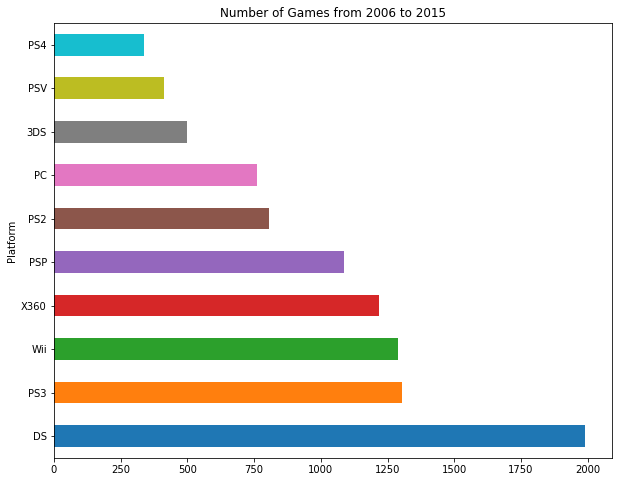 Number of Games from 2006 to 2015
Platform
PS4
PSV
3DS
PC
PS2
PSP
X360
Wii
PS3
DS
0 250 500 750 1000 1250 1500 1750 2000